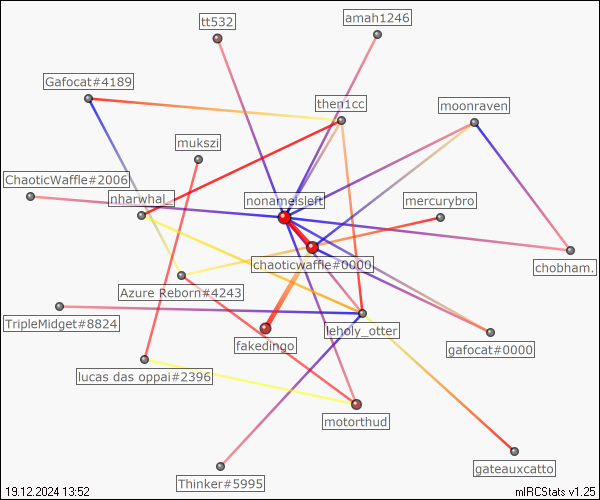 tt532
amah1246
Gafocat#4189
then1cc
moonraven
mukszi
ChaoticWaffle#2006
nharwhal_
nonameisleft
mercurybro
chaoticwaffle#0000
chobham.
Azure Reborn#4243
TripleMidget#8824
leholy_otter
fakedingo
gafocat#0000
lucas das oppai#2396
motorthud
gateauxcatto
Thinker#5995
19.12.2024 13:52
mIRCStats v1.25